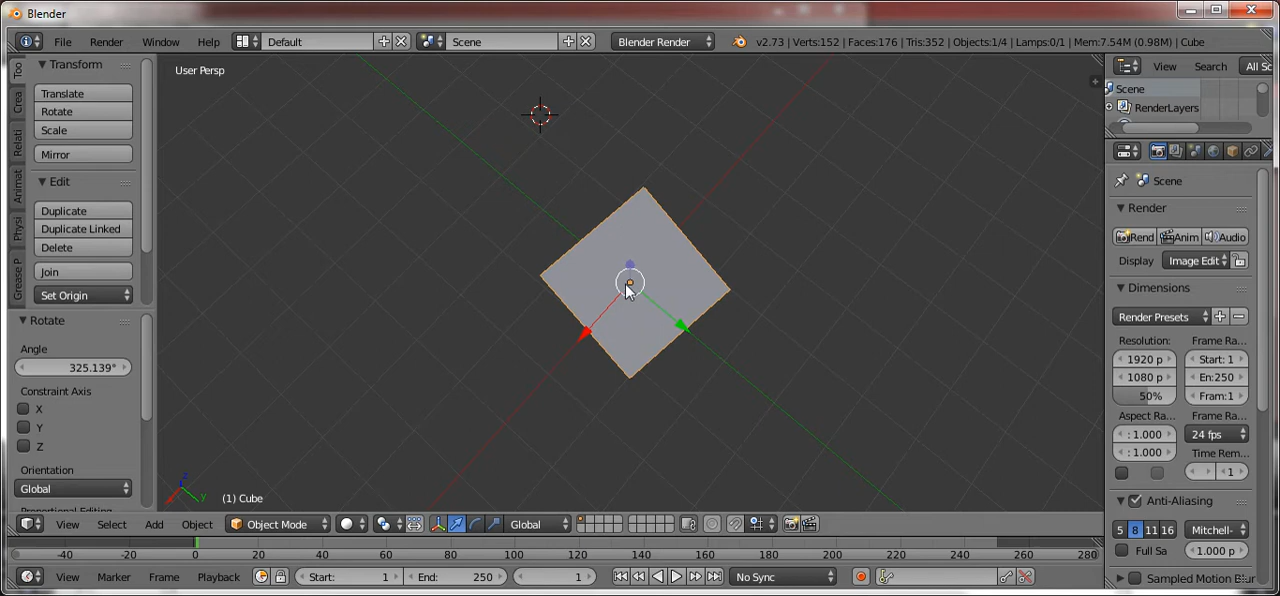 Blender
File Render Window Help Default Scene Blender Render v2.73 | Verts:152 | Faces:176 | Tris:352 | Objects:1/4 | Lamps:0/1 | Mem:7.54M (0.98M) | Cube
Too
Crea
Relati
Animat
Physi
Grease P
Transform
Translate
Rotate
Scale
Mirror
Edit
Duplicate
Duplicate Linked
Delete
Join
Set Origin
Rotate
Angle
325.139°
Constraint Axis
X
Y
Z
Orientation
Global
User Persp
z
y
(1) Cube
View Select Add Object Object Mode Global
View Search All Sc
Scene
RenderLayers
Scene
Render
Rend Anim Audio
Display Image Edit
Dimensions
Render Presets
Resolution: Frame Ra...
1920 p Start: 1
1080 p En:250
50% Fram:1
Aspect Ra... Frame Ra...
: 1.000 24 fps
: 1.000 Time Rem...
1
Anti-Aliasing
5 8 11 16 Mitchell-
Full Sa 1.000 p
Sampled Motion Blur
-40 -20 0 20 40 60 80 100 120 140 160 180 200 220 240 260 280
View Marker Frame Playback Start: 1 End: 250 1 No Sync